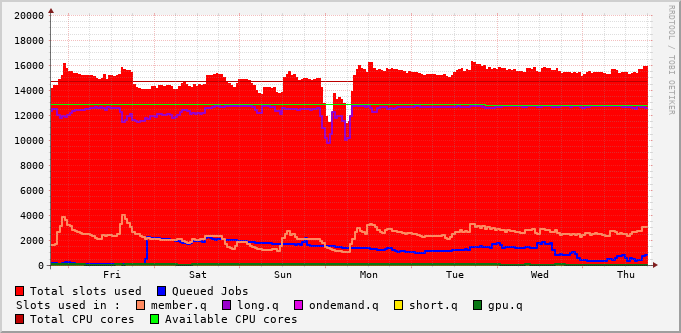 20000
18000
16000
14000
12000
10000
8000
6000
4000
2000
0
Fri Sat Sun Mon Tue Wed Thu
Total slots used Queued Jobs
Slots used in : member.q long.q ondemand.q short.q gpu.q
Total CPU cores Available CPU cores
RRDTOOL / TOBI OETIKER